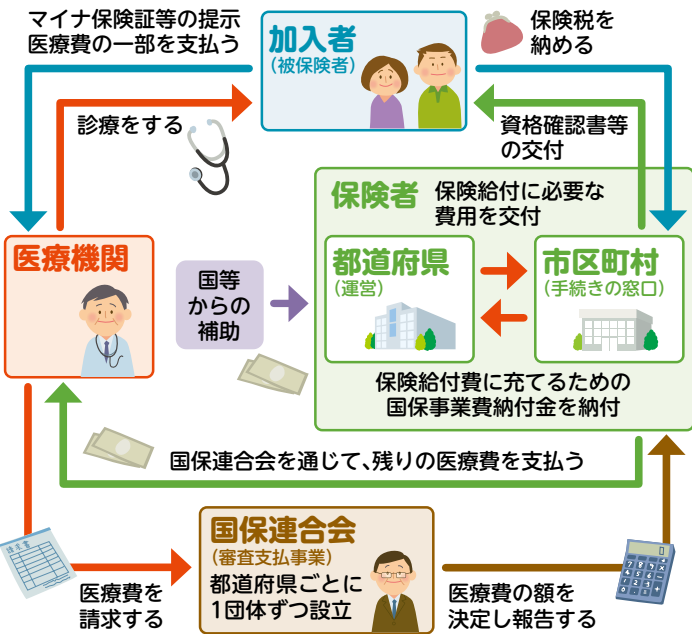 マイナ保険証等の提示
医療費の一部を支払う
加入者
(被保険者)
保険税を
納める
診療をする
資格確認書等
の交付
保険者
保険給付に必要な
費用を交付
医療機関
国等
からの
補助
都道府県
(運営)
市区町村
(手続きの窓口)
保険給付費に充てるための
国保事業費納付金を納付
国保連合会を通じて、残りの医療費を支払う
請求書
国保連合会
(審査支払事業)
都道府県ごとに
1団体ずつ設立
医療費を
請求する
医療費の額を
決定し報告する